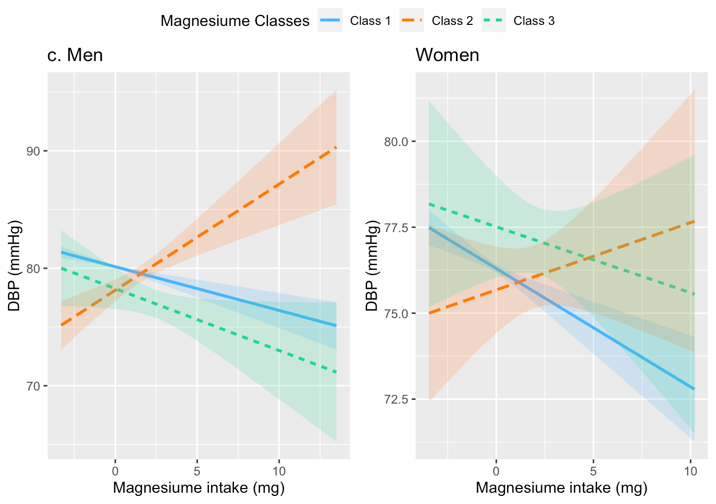 Magnesiume Classes Class 1 Class 2 Class 3
c. Men
Women
DBP (mmHg)
90
80
70
0 5 10
Magnesiume intake (mg)
DBP (mmHg)
80.0
77.5
75.0
72.5
0 5 10
Magnesiume intake (mg)